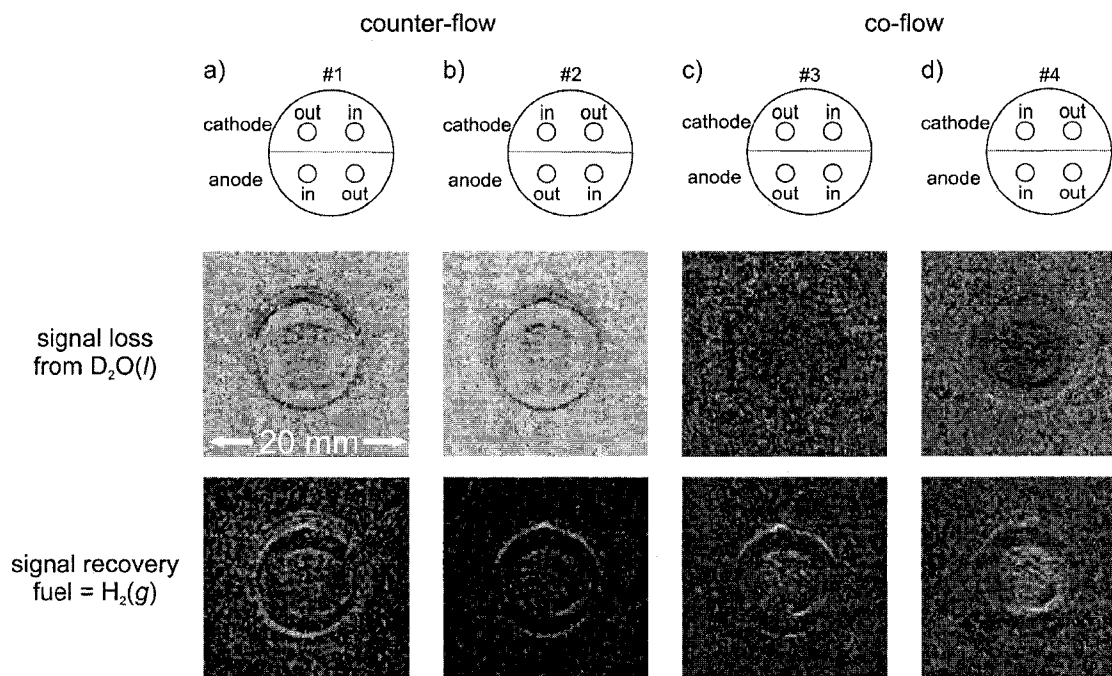 counter-flow co-flow
a) #1 b) #2 c) #3 d) #4
out in in out out in in out
cathode cathode cathode cathode
anode anode anode anode
in out out in out in in out
signal loss
from D₂O(l)
20 mm
signal recovery
fuel = H₂(g)